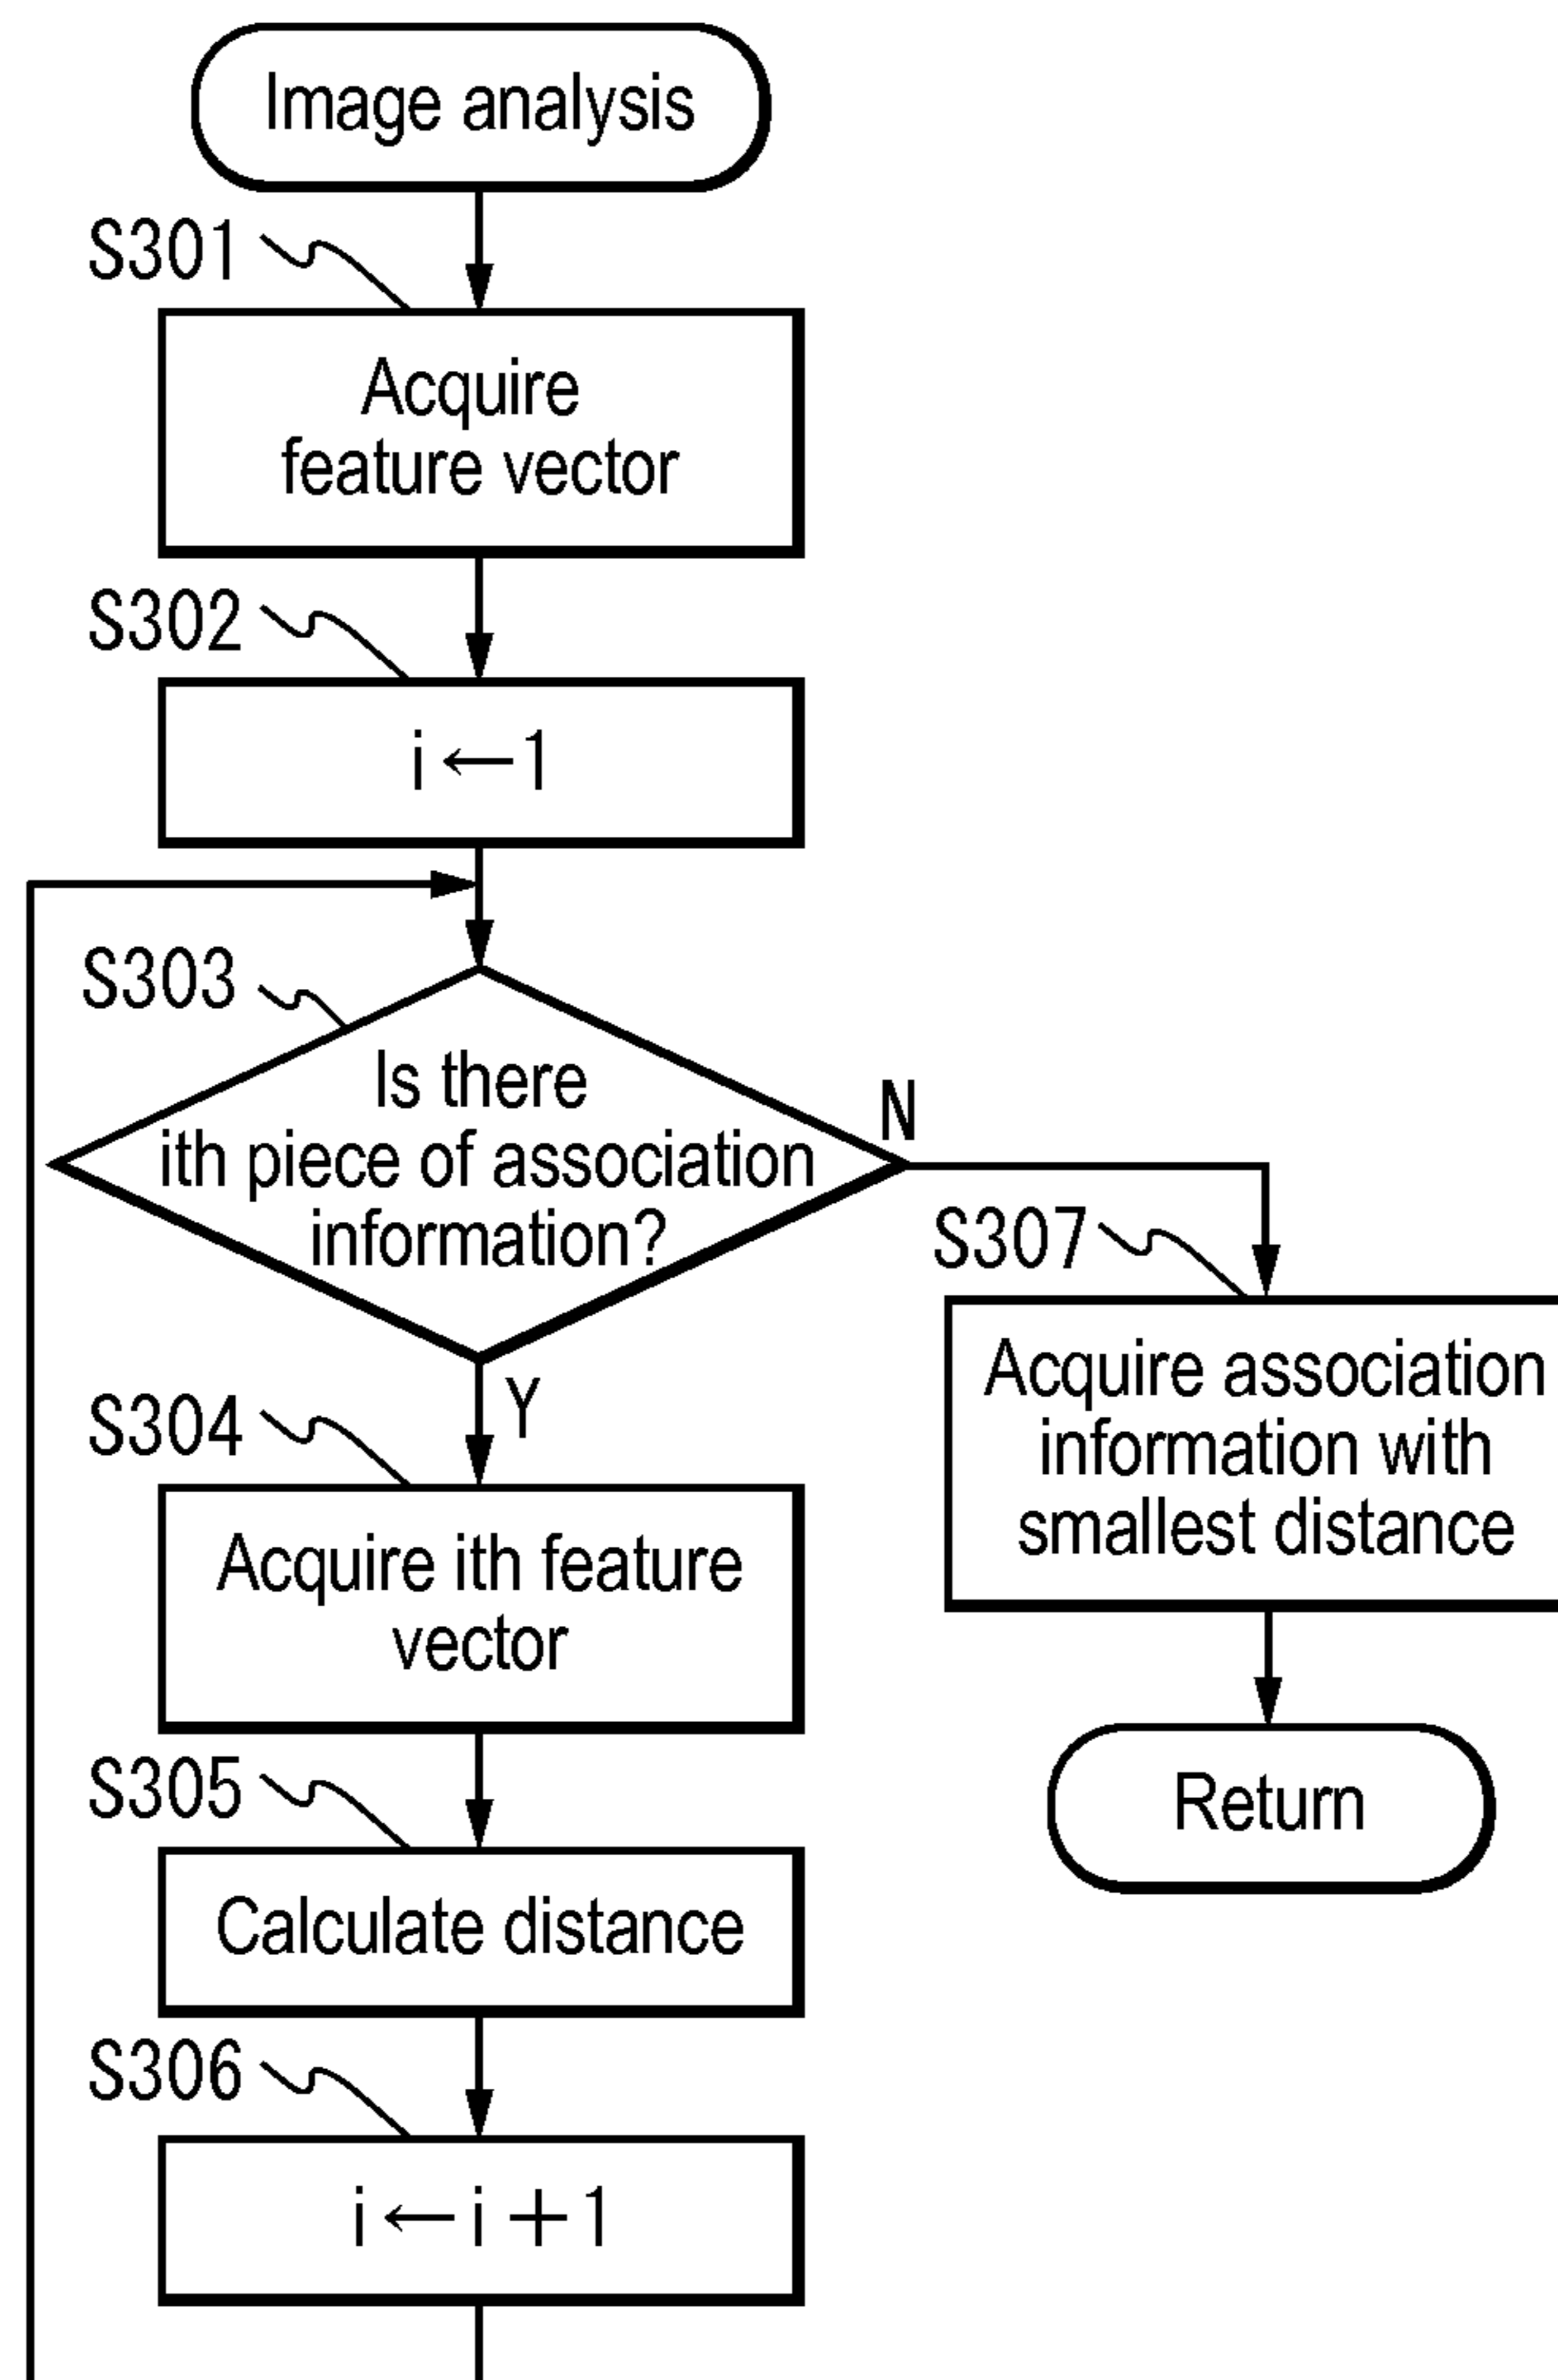 Image analysis
S301
Acquire
feature vector
S302
i←1
S303
Is there
ith piece of association
information?
N
Y
S304
Acquire ith feature
vector
S305
Calculate distance
S306
i←i+1
S307
Acquire association
information with
smallest distance
Return